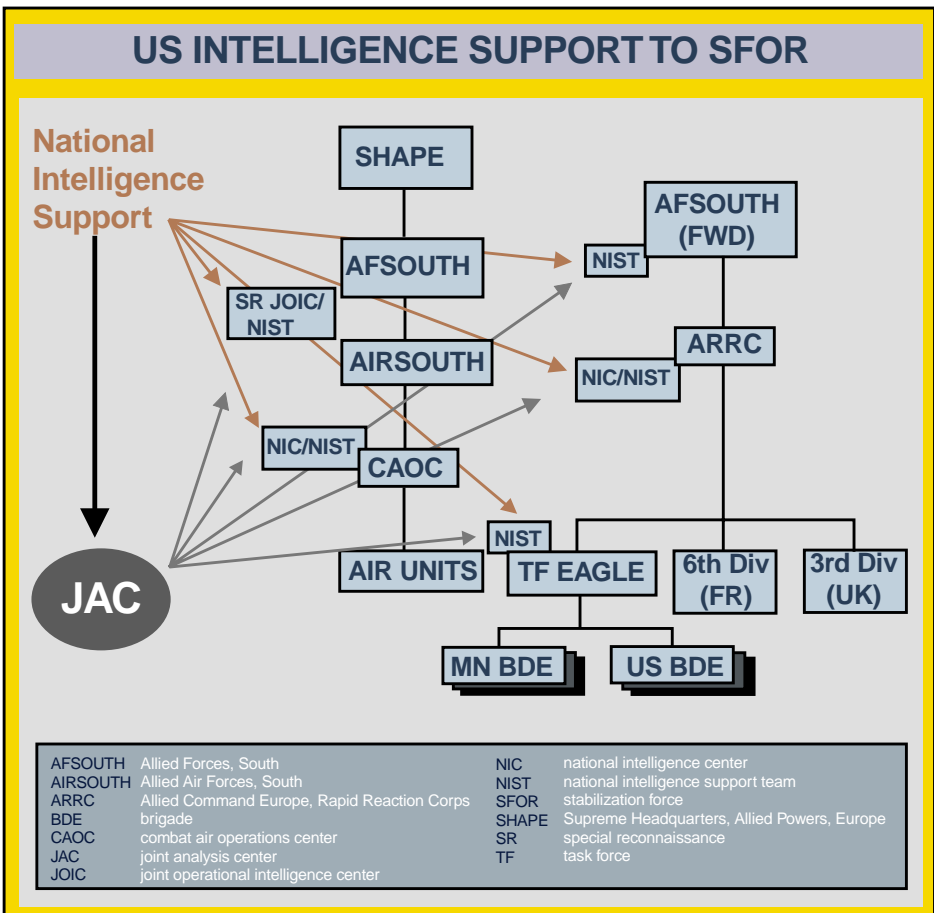 US INTELLIGENCE SUPPORT TO SFOR
National
Intelligence
Support
SHAPE
AFSOUTH
(FWD)
NIST
AFSOUTH
SR JOIC/
NIST
ARRC
AIRSOUTH
NIC/NIST
NIC/NIST
CAOC
NIST
AIR UNITS
TF EAGLE
6th Div
(FR)
3rd Div
(UK)
JAC
MN BDE
US BDE
AFSOUTH Allied Forces, South
AIRSOUTH Allied Air Forces, South
ARRC Allied Command Europe, Rapid Reaction Corps
BDE brigade
CAOC combat air operations center
JAC joint analysis center
JOIC joint operational intelligence center
NIC national intelligence center
NIST national intelligence support team
SFOR stabilization force
SHAPE Supreme Headquarters, Allied Powers, Europe
SR special reconnaissance
TF task force